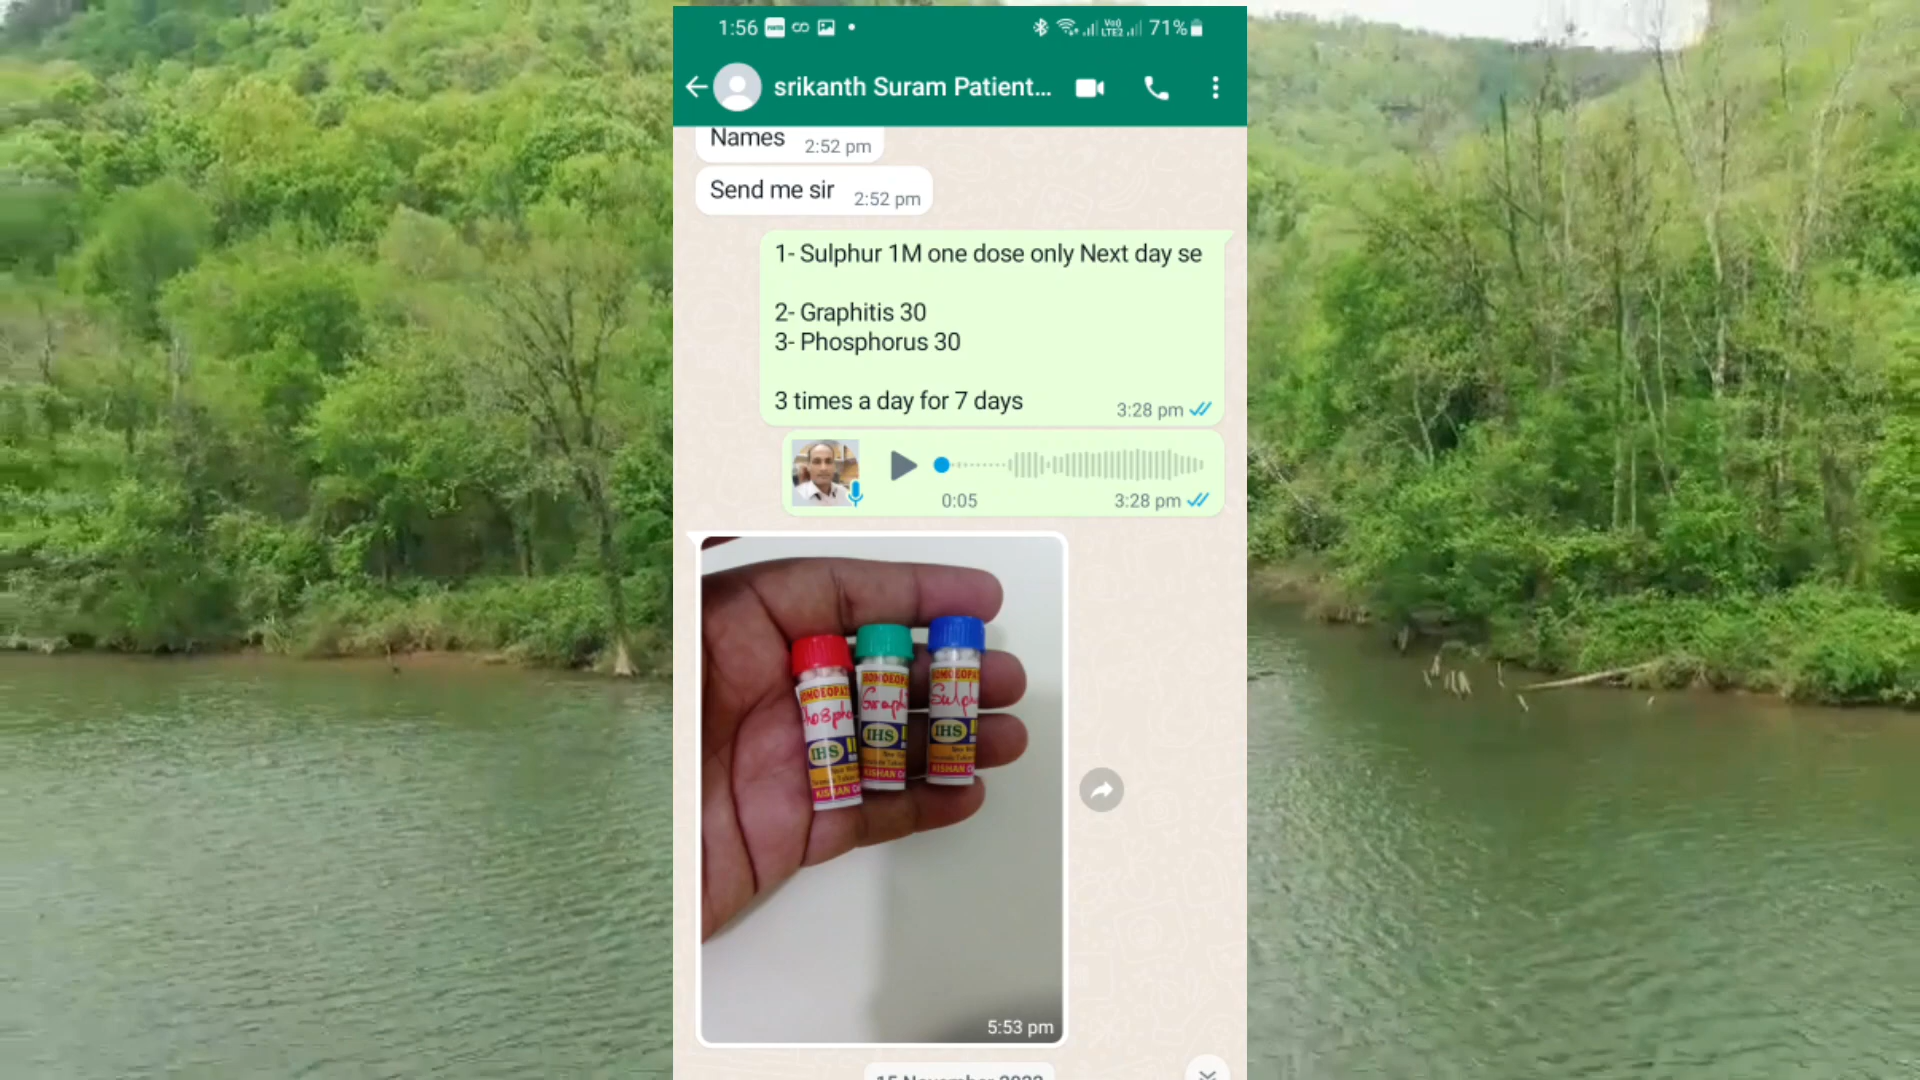 1:56
71%
srikanth Suram Patient...
Names 2:52 pm
Send me sir 2:52 pm
1- Sulphur 1M one dose only Next day se
2- Graphitis 30
3- Phosphorus 30
3 times a day for 7 days 3:28 pm
0:05 3:28 pm
IHS
IHS
IHS
5:53 pm
15 November